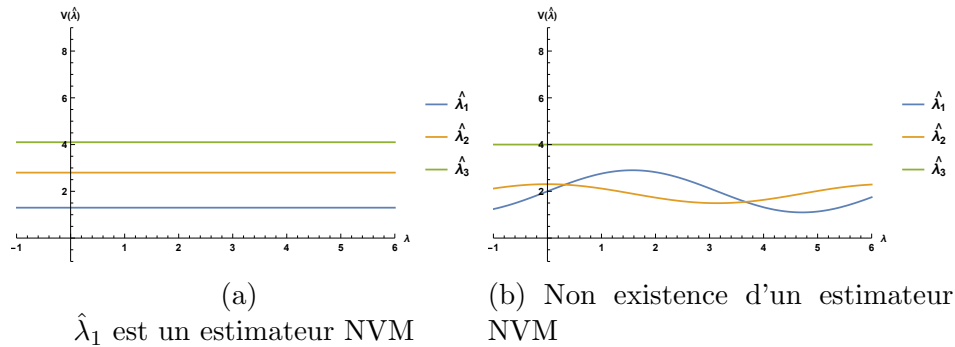 V(λ̂)
8
6
4
2
−1
1
2
3
4
5
6
λ
λ̂₁
λ̂₂
λ̂₃
V(λ̂)
8
6
4
2
−1
0
1
2
3
4
5
6
λ
λ̂₁
λ̂₂
λ̂₃
(a)
λ̂₁ est un estimateur NVM
(b) Non existence d'un estimateur
NVM